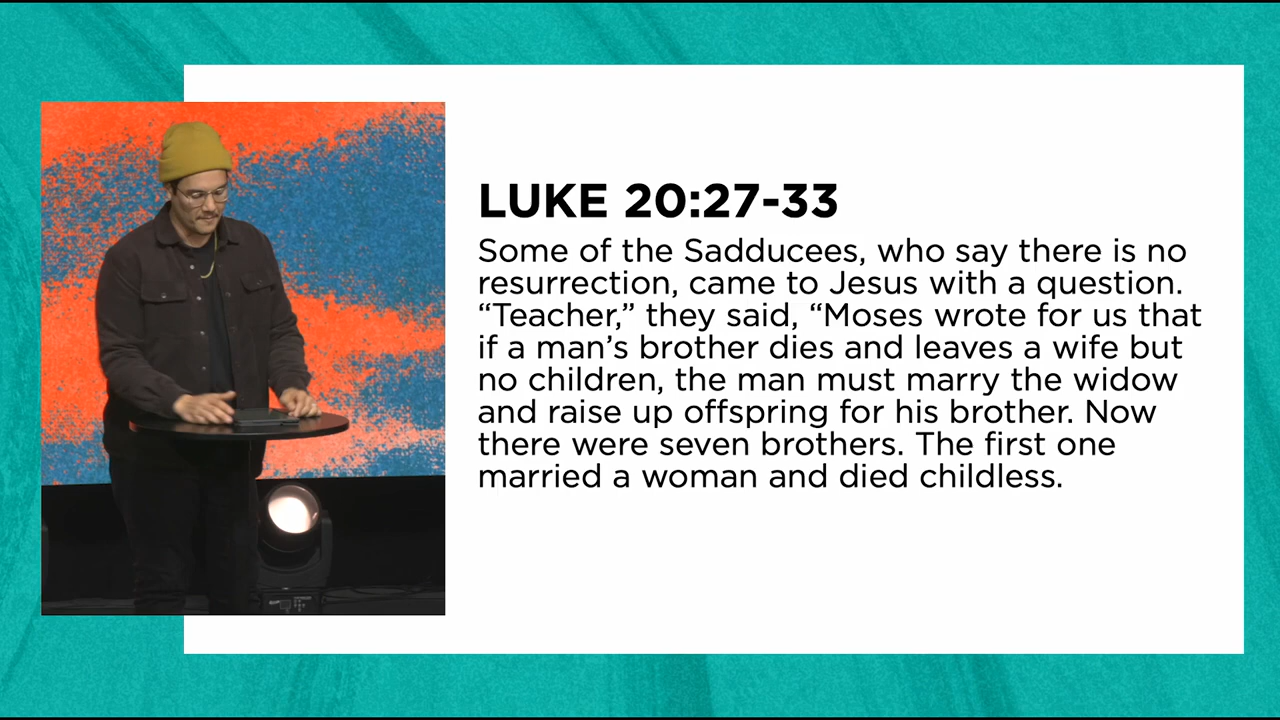 LUKE 20:27-33
Some of the Sadducees, who say there is no
resurrection, came to Jesus with a question.
“Teacher,” they said, “Moses wrote for us that
if a man’s brother dies and leaves a wife but
no children, the man must marry the widow
and raise up offspring for his brother. Now
there were seven brothers. The first one
married a woman and died childless.